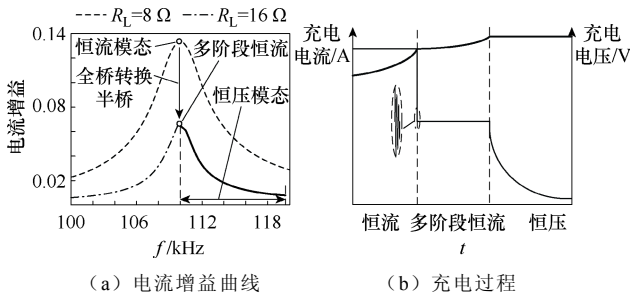 R_L=8 Ω R_L=16 Ω
0.14
0.08
0.02
电流增益
恒流模态
全桥转换
半桥
多阶段恒流
恒压模态
100 106 112 118
f/kHz
(a) 电流增益曲线
充电
电流/A
充电
电压/V
恒流 多阶段恒流 恒压
t
(b) 充电过程